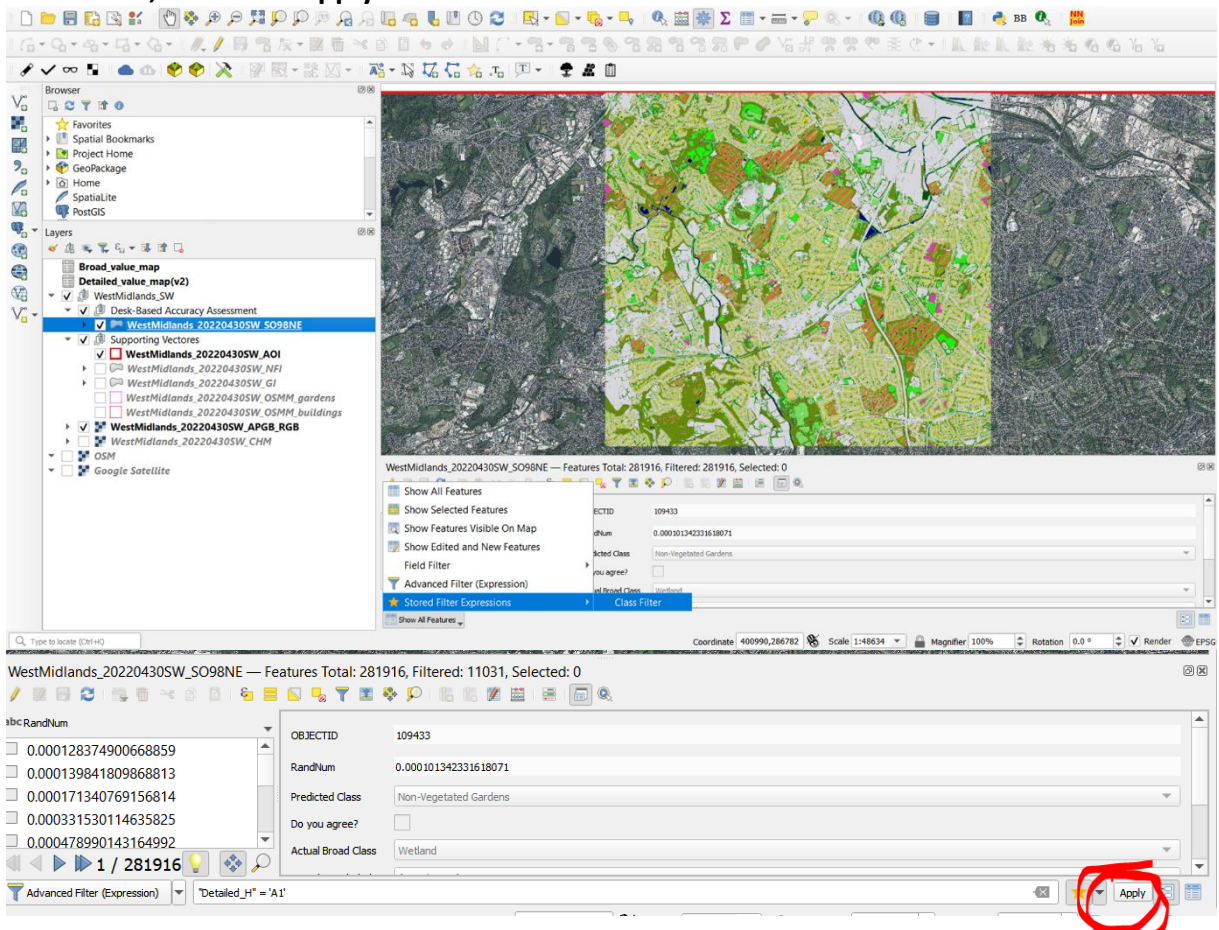 BB
NN
join
Browser
Favorites
Spatial Bookmarks
Project Home
GeoPackage
Home
SpatiaLite
PostGIS
Layers
Broad_value_map
Detailed_value_map(v2)
WestMidlands_SW
Desk-Based Accuracy Assessment
WestMidlands_20220430SW_SO98NE
Supporting Vectores
WestMidlands_20220430SW_AOI
WestMidlands_20220430SW_NFI
WestMidlands_20220430SW_GI
WestMidlands_20220430SW_OSMM_gardens
WestMidlands_20220430SW_OSMM_buildings
WestMidlands_20220430SW_APGB_RGB
WestMidlands_20220430SW_CHM
OSM
Google Satellite
WestMidlands_20220430SW_SO98NE — Features Total: 281916, Filtered: 281916, Selected: 0
Show All Features
Show Selected Features
Show Features Visible On Map
Show Edited and New Features
Field Filter
Advanced Filter (Expression)
Stored Filter Expressions
Class Filter
Show All Features
109433
0.000101342331618071
Non-Vegetated Gardens
Wetland
Type to locate (Ctrl+K)
Coordinate 400990,286782 Scale 1:48634 Magnifier 100% Rotation 0.0 ° Render EPSG
WestMidlands_20220430SW_SO98NE — Features Total: 281916, Filtered: 11031, Selected: 0
abc RandNum
0.000128374900668859
0.000139841809868813
0.000171340769156814
0.000331530114635825
0.000478990143164992
1 / 281916
OBJECTID 109433
RandNum 0.000101342331618071
Predicted Class Non-Vegetated Gardens
Do you agree?
Actual Broad Class Wetland
Advanced Filter (Expression) "Detailed_H" = 'A1' Apply